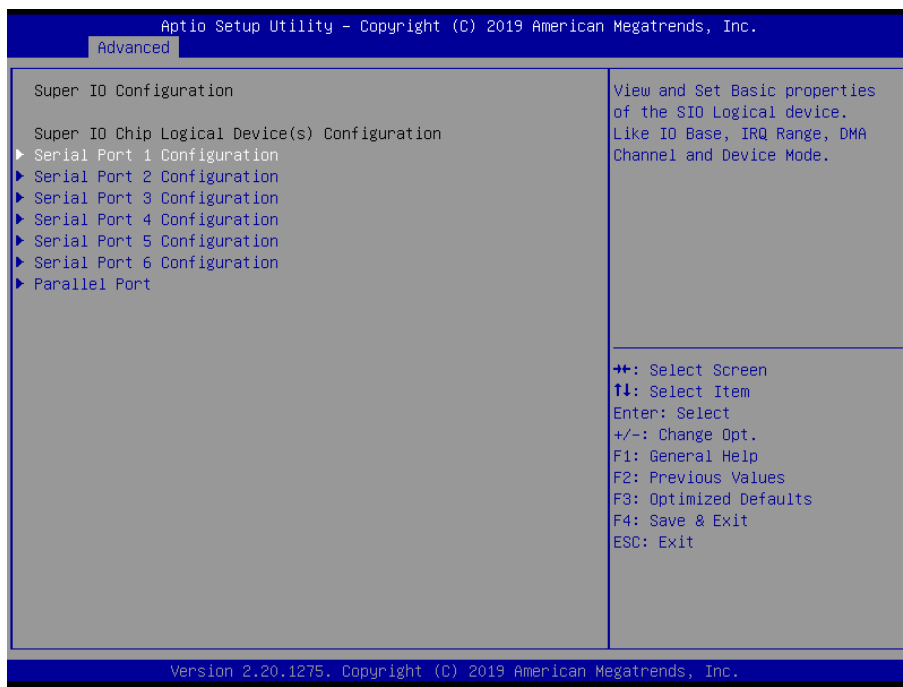 Aptio Setup Utility – Copyright (C) 2019 American Megatrends, Inc.
Advanced
Super IO Configuration
Super IO Chip Logical Device(s) Configuration
▶ Serial Port 1 Configuration
▶ Serial Port 2 Configuration
▶ Serial Port 3 Configuration
▶ Serial Port 4 Configuration
▶ Serial Port 5 Configuration
▶ Serial Port 6 Configuration
▶ Parallel Port
View and Set Basic properties
of the SIO Logical device.
Like IO Base, IRQ Range, DMA
Channel and Device Mode.
→←: Select Screen
↑↓: Select Item
Enter: Select
+/-: Change Opt.
F1: General Help
F2: Previous Values
F3: Optimized Defaults
F4: Save & Exit
ESC: Exit
Version 2.20.1275. Copyright (C) 2019 American Megatrends, Inc.